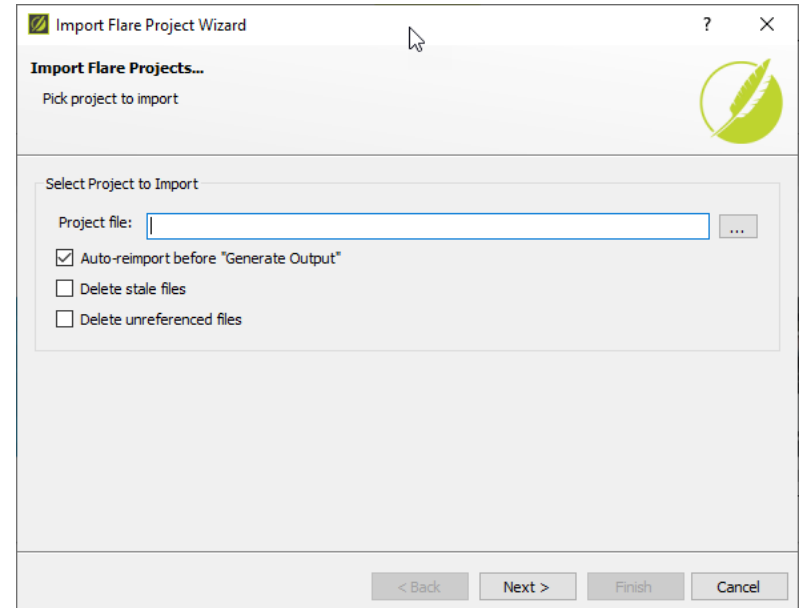 Import Flare Project Wizard
?
Import Flare Projects...
Pick project to import
Select Project to Import
Project file:
...
Auto-reimport before "Generate Output"
Delete stale files
Delete unreferenced files
< Back Next > Finish Cancel